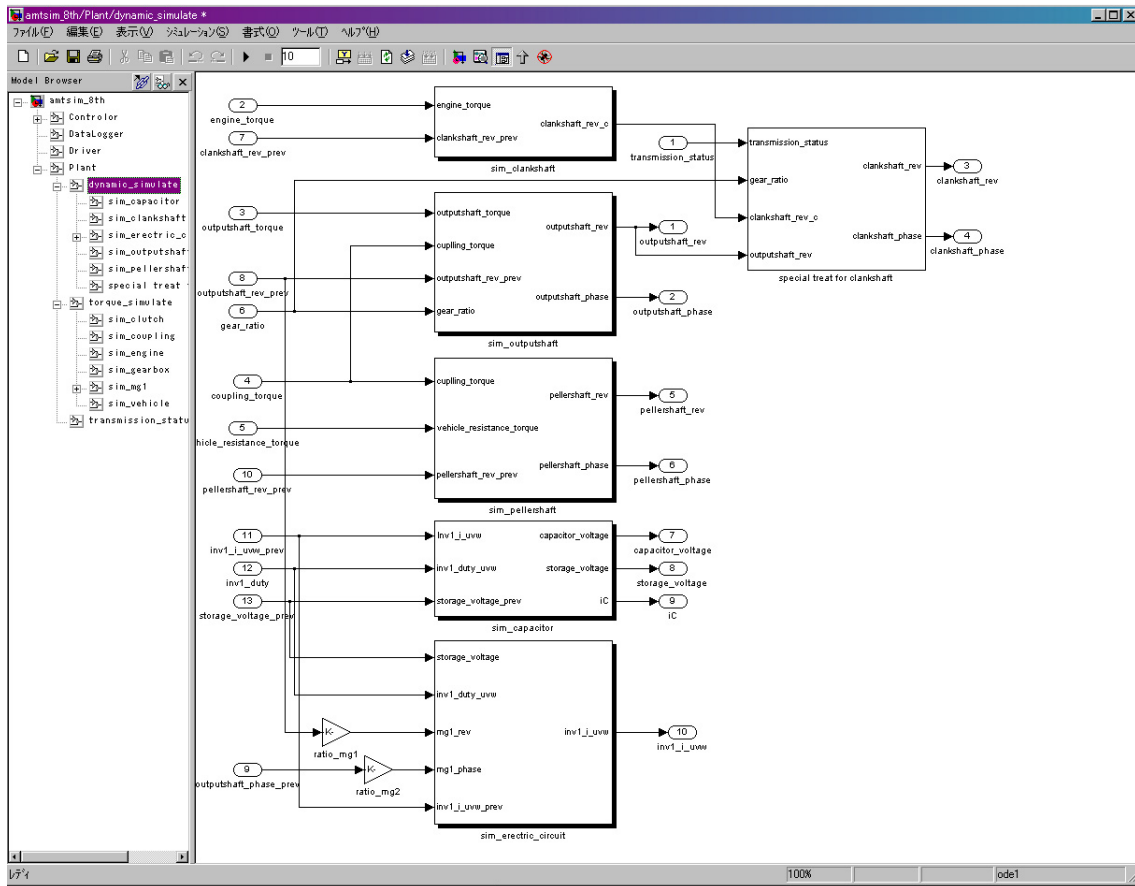 amtsim_8th/Plant/dynamic_simulate *
ファイル(F) 編集(E) 表示(V) シミュレーション(S) 書式(O) ツール(T) ヘルプ(H)
10
Model Browser
amtsim_8th
Controlor
DataLogger
Driver
Plant
dynamic_simulate
sim_capacitor
sim_clankshaft
sim_erectric_c
sim_outputshaf
sim_pellershaf
special treat
torque_simulate
sim_clutch
sim_coupling
sim_engine
sim_gearbox
sim_mg1
sim_vehicle
transmission_statu
2
engine_torque
7
clankshaft_rev_prev
engine_torque
clankshaft_rev_prev
clankshaft_rev_c
sim_clankshaft
1
transmission_status
transmission_status
gear_ratio
clankshaft_rev_c
outputshaft_rev
clankshaft_rev
clankshaft_phase
special treat for clankshaft
3
clankshaft_rev
4
clankshaft_phase
3
outputshaft_torque
8
outputshaft_rev_prev
6
gear_ratio
outputshaft_torque
cuplling_torque
outputshaft_rev_prev
gear_ratio
outputshaft_rev
outputshaft_phase
sim_outputshaft
1
outputshaft_rev
2
outputshaft_phase
4
coupling_torque
5
hicle_resistance_torque
10
pellershaft_rev_prev
cuplling_torque
vehicle_resistance_torque
pellershaft_rev_prev
pellershaft_rev
pellershaft_phase
sim_pellershaft
5
pellershaft_rev
6
pellershaft_phase
11
inv1_i_uvw_prev
12
inv1_duty
13
storage_voltage_prev
Inv1_i_uvw
inv1_duty_uvw
storage_voltage_prev
capacitor_voltage
storage_voltage
iC
sim_capacitor
7
capacitor_voltage
8
storage_voltage
9
iC
storage_voltage
inv1_duty_uvw
mg1_rev
mg1_phase
inv1_i_uvw_prev
inv1_i_uvw
sim_erectric_circuit
K-
ratio_mg1
9
outputshaft_phase_prev
K-
ratio_mg2
10
inv1_i_uvw
レディ
100%
ode1